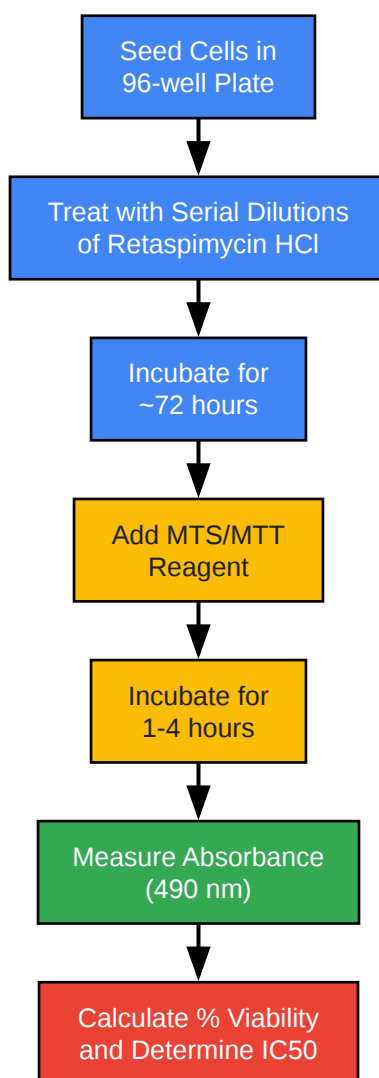 Seed Cells in
96-well Plate
Treat with Serial Dilutions
of Retaspimycin HCl
Incubate for
~72 hours
Add MTS/MTT
Reagent
Incubate for
1-4 hours
Measure Absorbance
(490 nm)
Calculate % Viability
and Determine IC50